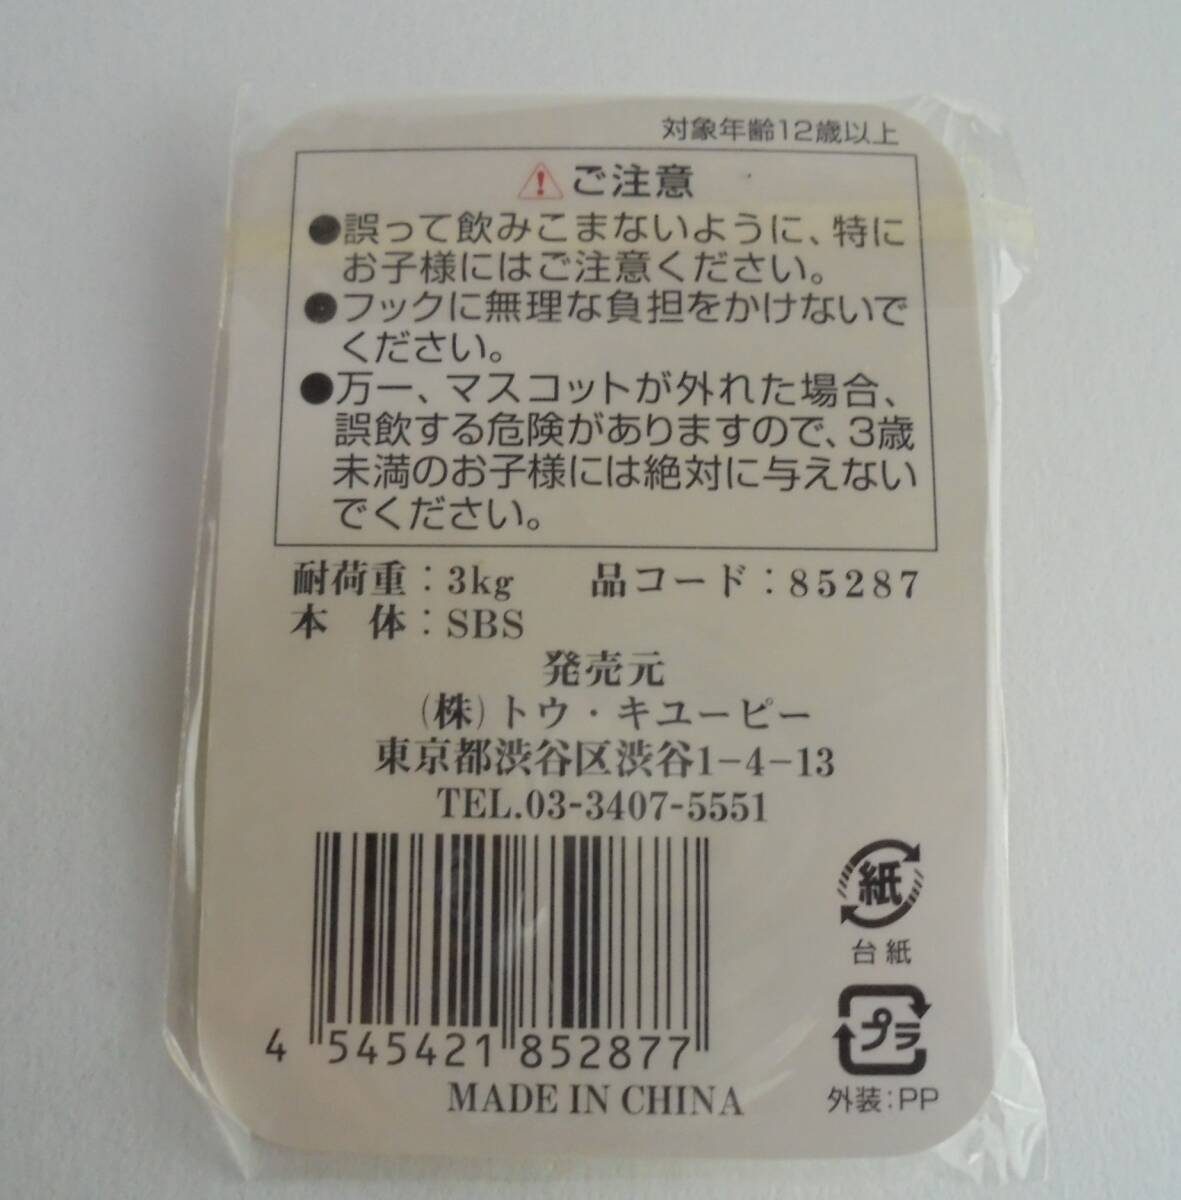 対象年齢12歳以上
ご注意
●誤って飲みこまないように、特に
お子様にはご注意ください。
●フックに無理な負担をかけないで
ください。
●万一、マスコットが外れた場合、
誤飲する危険がありますので、3歳
未満のお子様には絶対に与えない
でください。
耐荷重：3kg　品コード：85287
本　体：SBS
発売元
(株)トウ・キユーピー
東京都渋谷区渋谷1-4-13
TEL.03-3407-5551
4 545421 852877
MADE IN CHINA
紙
台紙
プラ
外装：PP